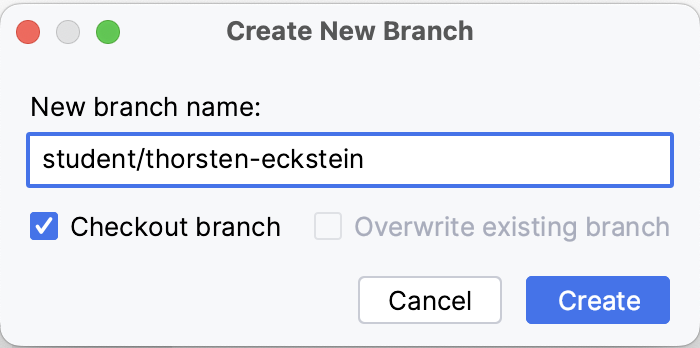 Create New Branch
New branch name:
student/thorsten-eckstein
Checkout branch Overwrite existing branch
Cancel Create